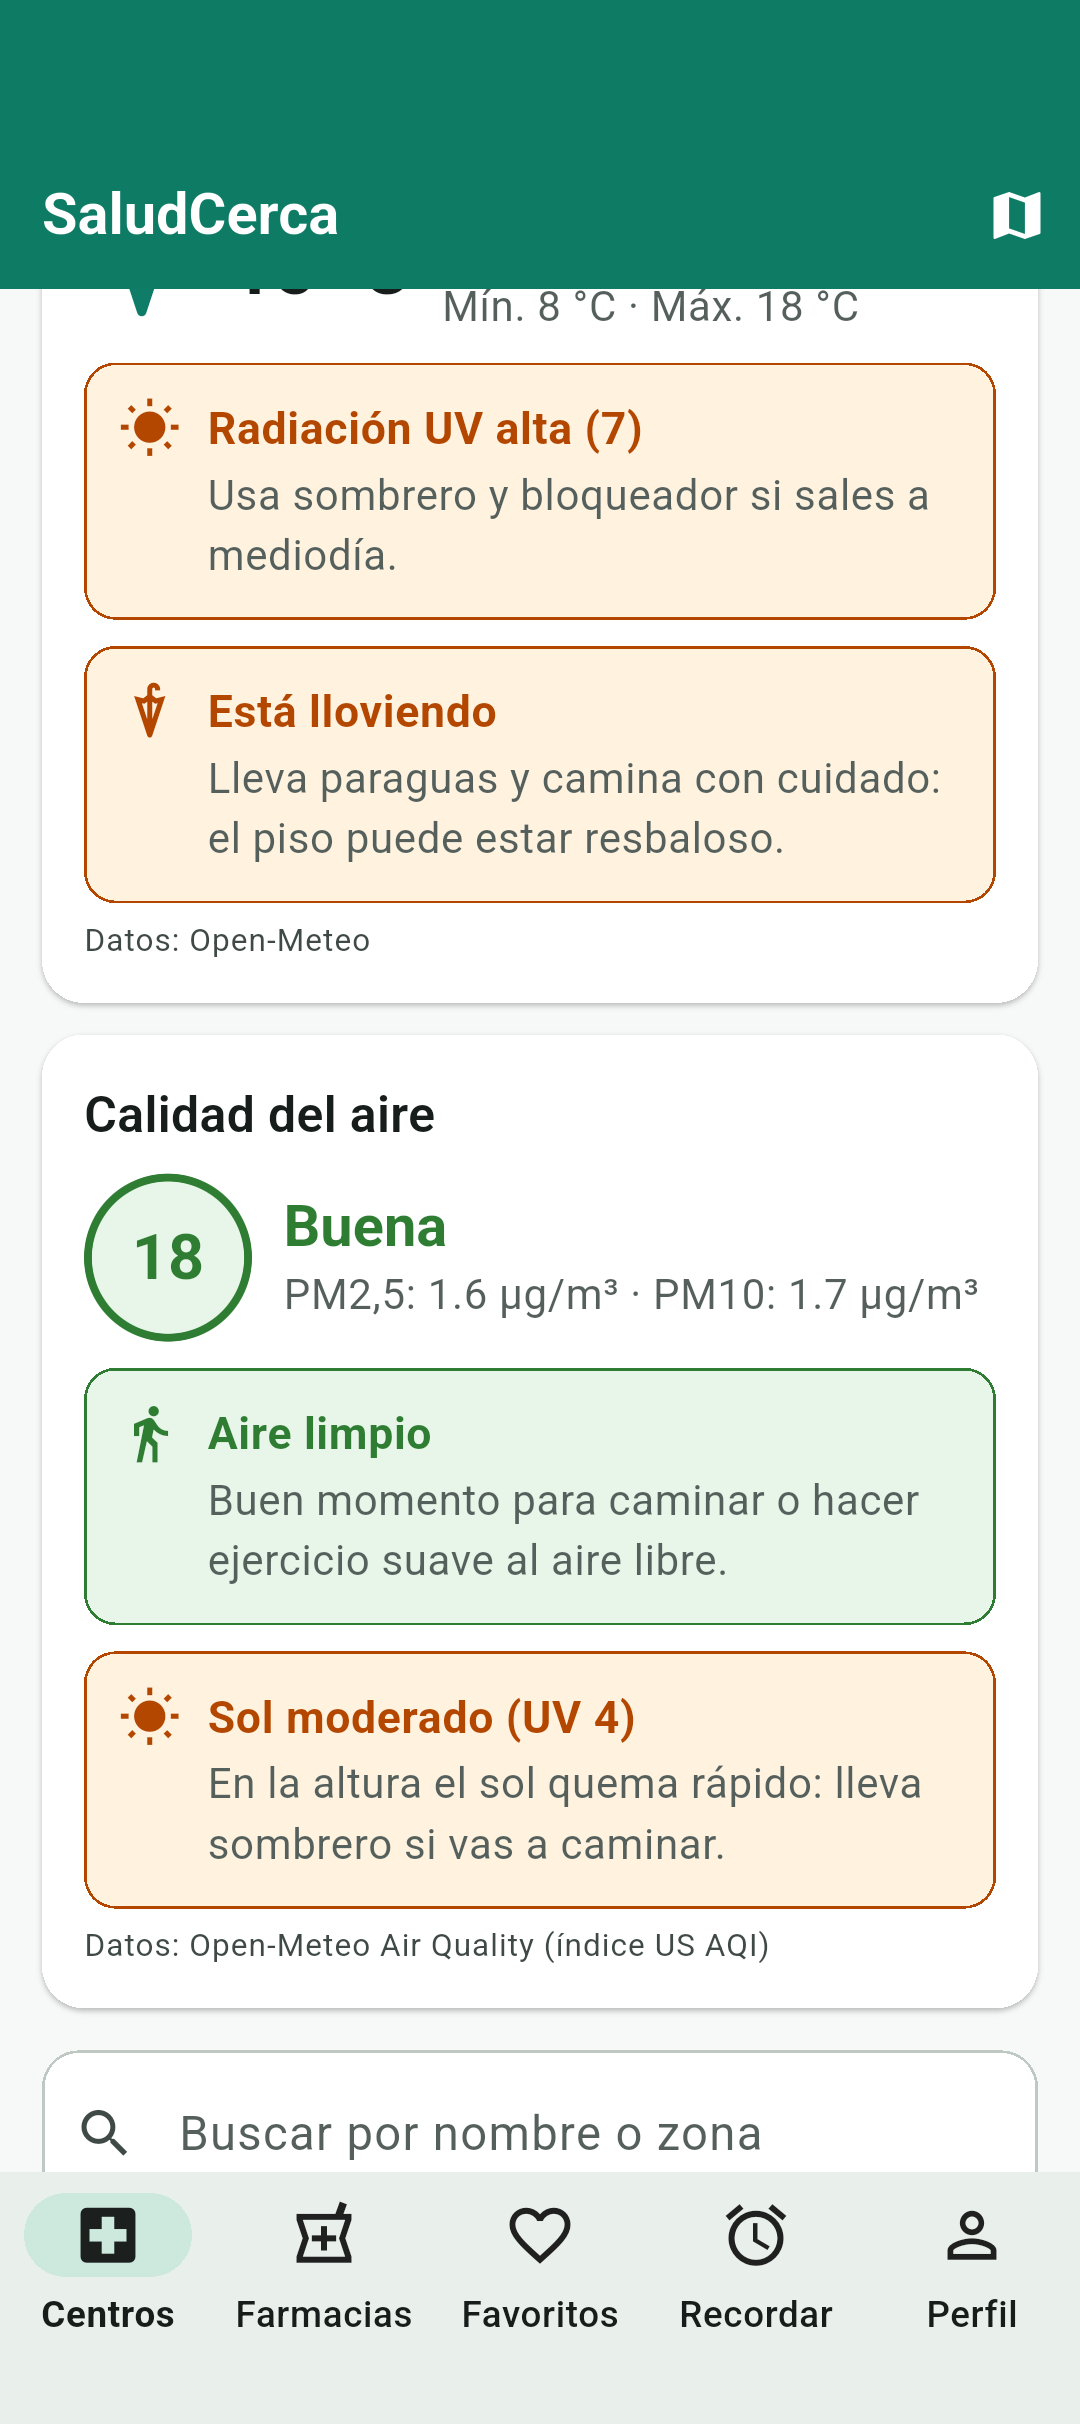 SaludCerca
Mín. 8 °C · Máx. 18 °C
Radiación UV alta (7)
Usa sombrero y bloqueador si sales a
mediodía.
Está lloviendo
Lleva paraguas y camina con cuidado:
el piso puede estar resbaloso.
Datos: Open-Meteo
Calidad del aire
18
Buena
PM2,5: 1.6 µg/m³ · PM10: 1.7 µg/m³
Aire limpio
Buen momento para caminar o hacer
ejercicio suave al aire libre.
Sol moderado (UV 4)
En la altura el sol quema rápido: lleva
sombrero si vas a caminar.
Datos: Open-Meteo Air Quality (índice US AQI)
Buscar por nombre o zona
Centros
Farmacias
Favoritos
Recordar
Perfil